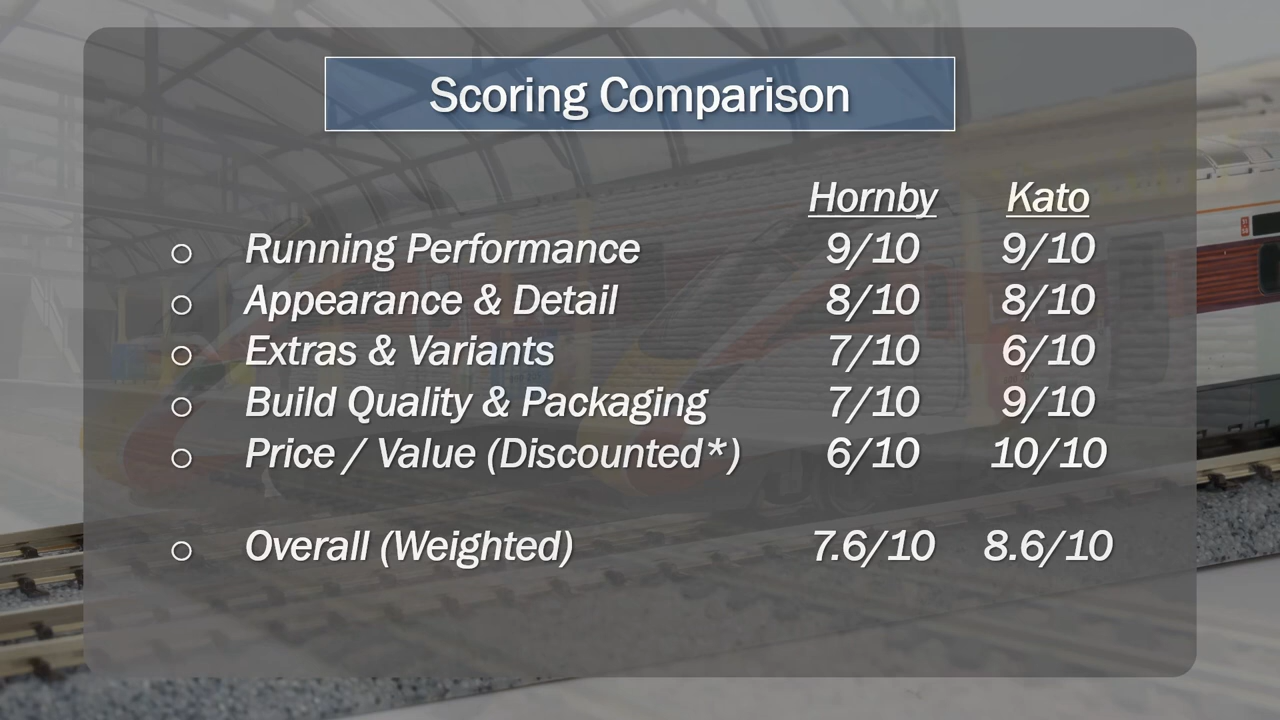 Scoring Comparison
Hornby Kato
Running Performance 9/10 9/10
Appearance & Detail 8/10 8/10
Extras & Variants 7/10 6/10
Build Quality & Packaging 7/10 9/10
Price / Value (Discounted*) 6/10 10/10
Overall (Weighted) 7.6/10 8.6/10